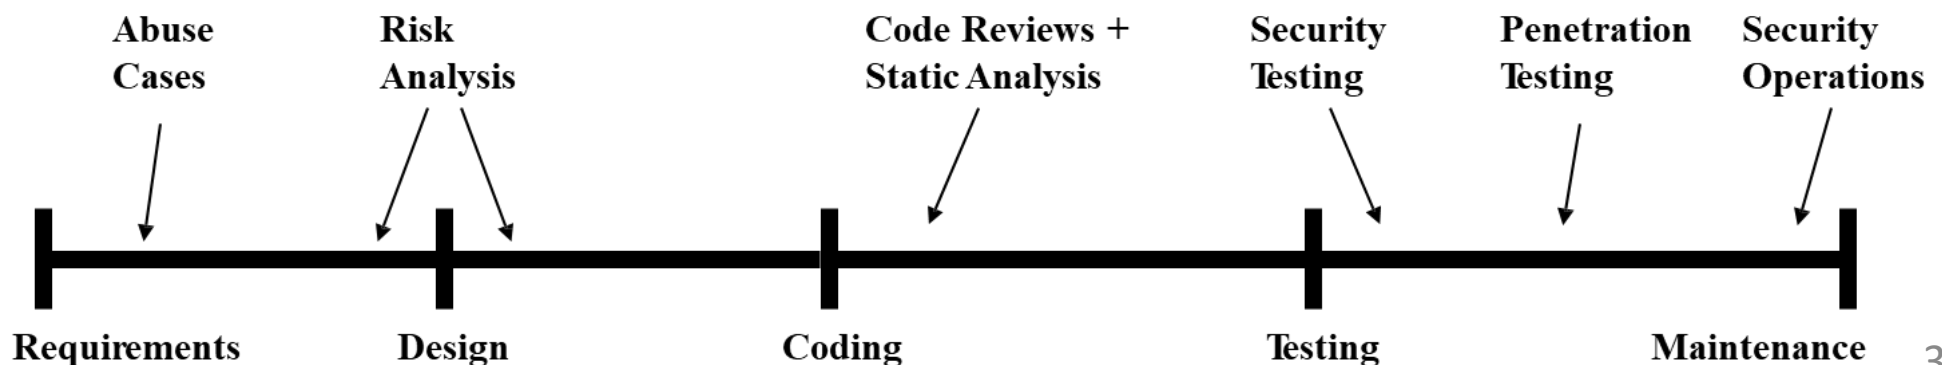 Abuse
Cases
Risk
Analysis
Code Reviews +
Static Analysis
Security
Testing
Penetration
Testing
Security
Operations
Requirements
Design
Coding
Testing
Maintenance
3